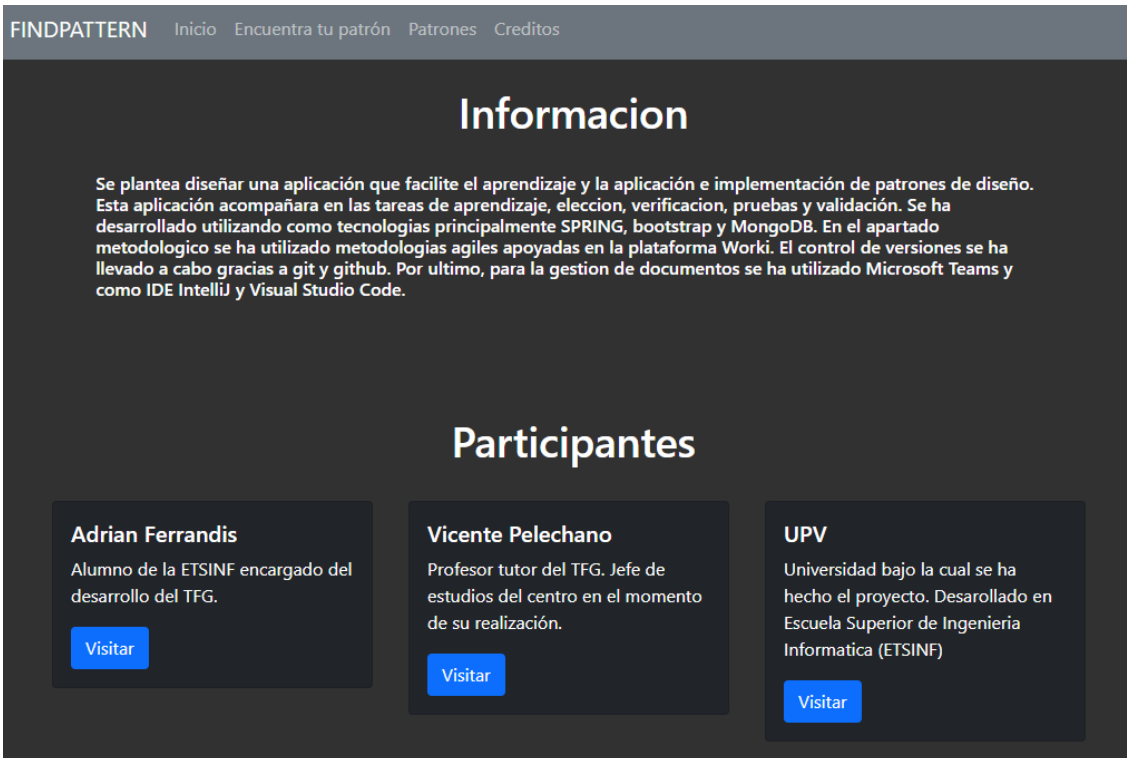 FINDPATTERN Inicio Encuentra tu patrón Patrones Creditos
Informacion
Se plantea diseñar una aplicación que facilite el aprendizaje y la aplicación e implementación de patrones de diseño.
Esta aplicación acompañara en las tareas de aprendizaje, eleccion, verificacion, pruebas y validación. Se ha
desarrollado utilizando como tecnologias principalmente SPRING, bootstrap y MongoDB. En el apartado
metodologico se ha utilizado metodologias agiles apoyadas en la plataforma Worki. El control de versiones se ha
llevado a cabo gracias a git y github. Por ultimo, para la gestion de documentos se ha utilizado Microsoft Teams y
como IDE IntelliJ y Visual Studio Code.
Participantes
Adrian Ferrandis
Alumno de la ETSINF encargado del
desarrollo del TFG.
Visitar
Vicente Pelechano
Profesor tutor del TFG. Jefe de
estudios del centro en el momento
de su realización.
Visitar
UPV
Universidad bajo la cual se ha
hecho el proyecto. Desarollado en
Escuela Superior de Ingenieria
Informatica (ETSINF)
Visitar